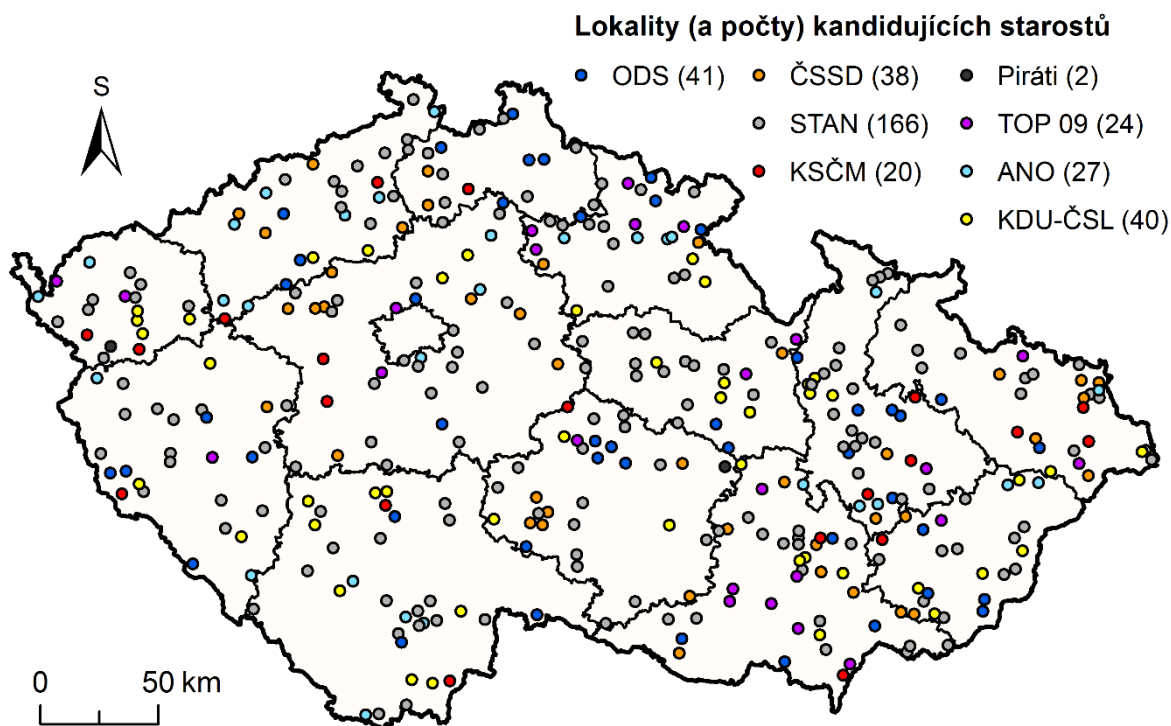 Lokality (a počty) kandidujících starostů
ODS (41) ČSSD (38) Piráti (2)
STAN (166) TOP 09 (24)
KSČM (20) ANO (27)
KDU-ČSL (40)
S
0 50 km